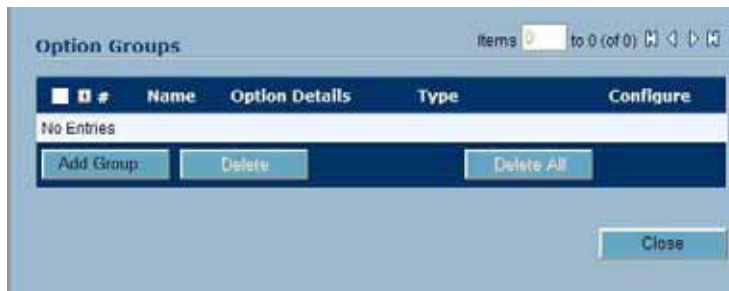 Option Groups
Items 0 to 0 (of 0)
# Name Option Details Type Configure
No Entries
Add Group Delete Delete All
Close